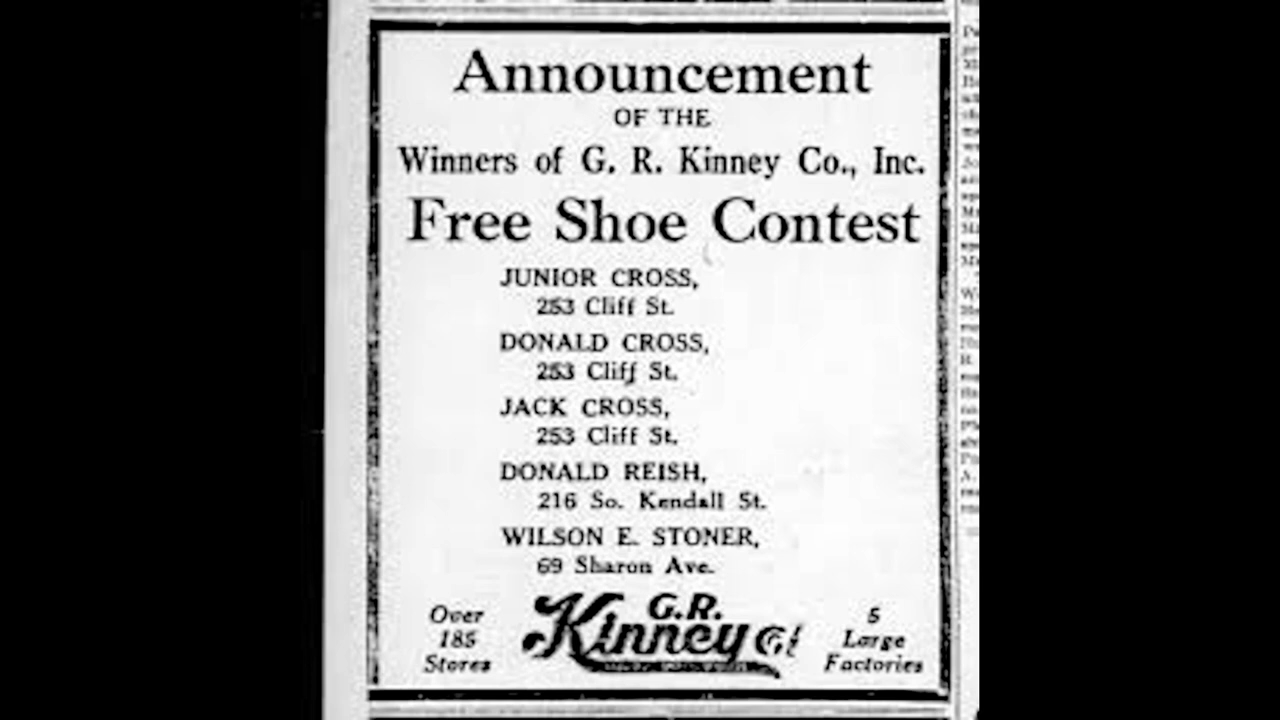 Announcement
OF THE
Winners of G. R. Kinney Co., Inc.
Free Shoe Contest
JUNIOR CROSS,
253 Cliff St.
DONALD CROSS,
253 Cliff St.
JACK CROSS,
253 Cliff St.
DONALD REISH,
216 So. Kendall St.
WILSON E. STONER,
69 Sharon Ave.
Over
185
Stores
G.R.
Kinney Co.
5
Large
Factories